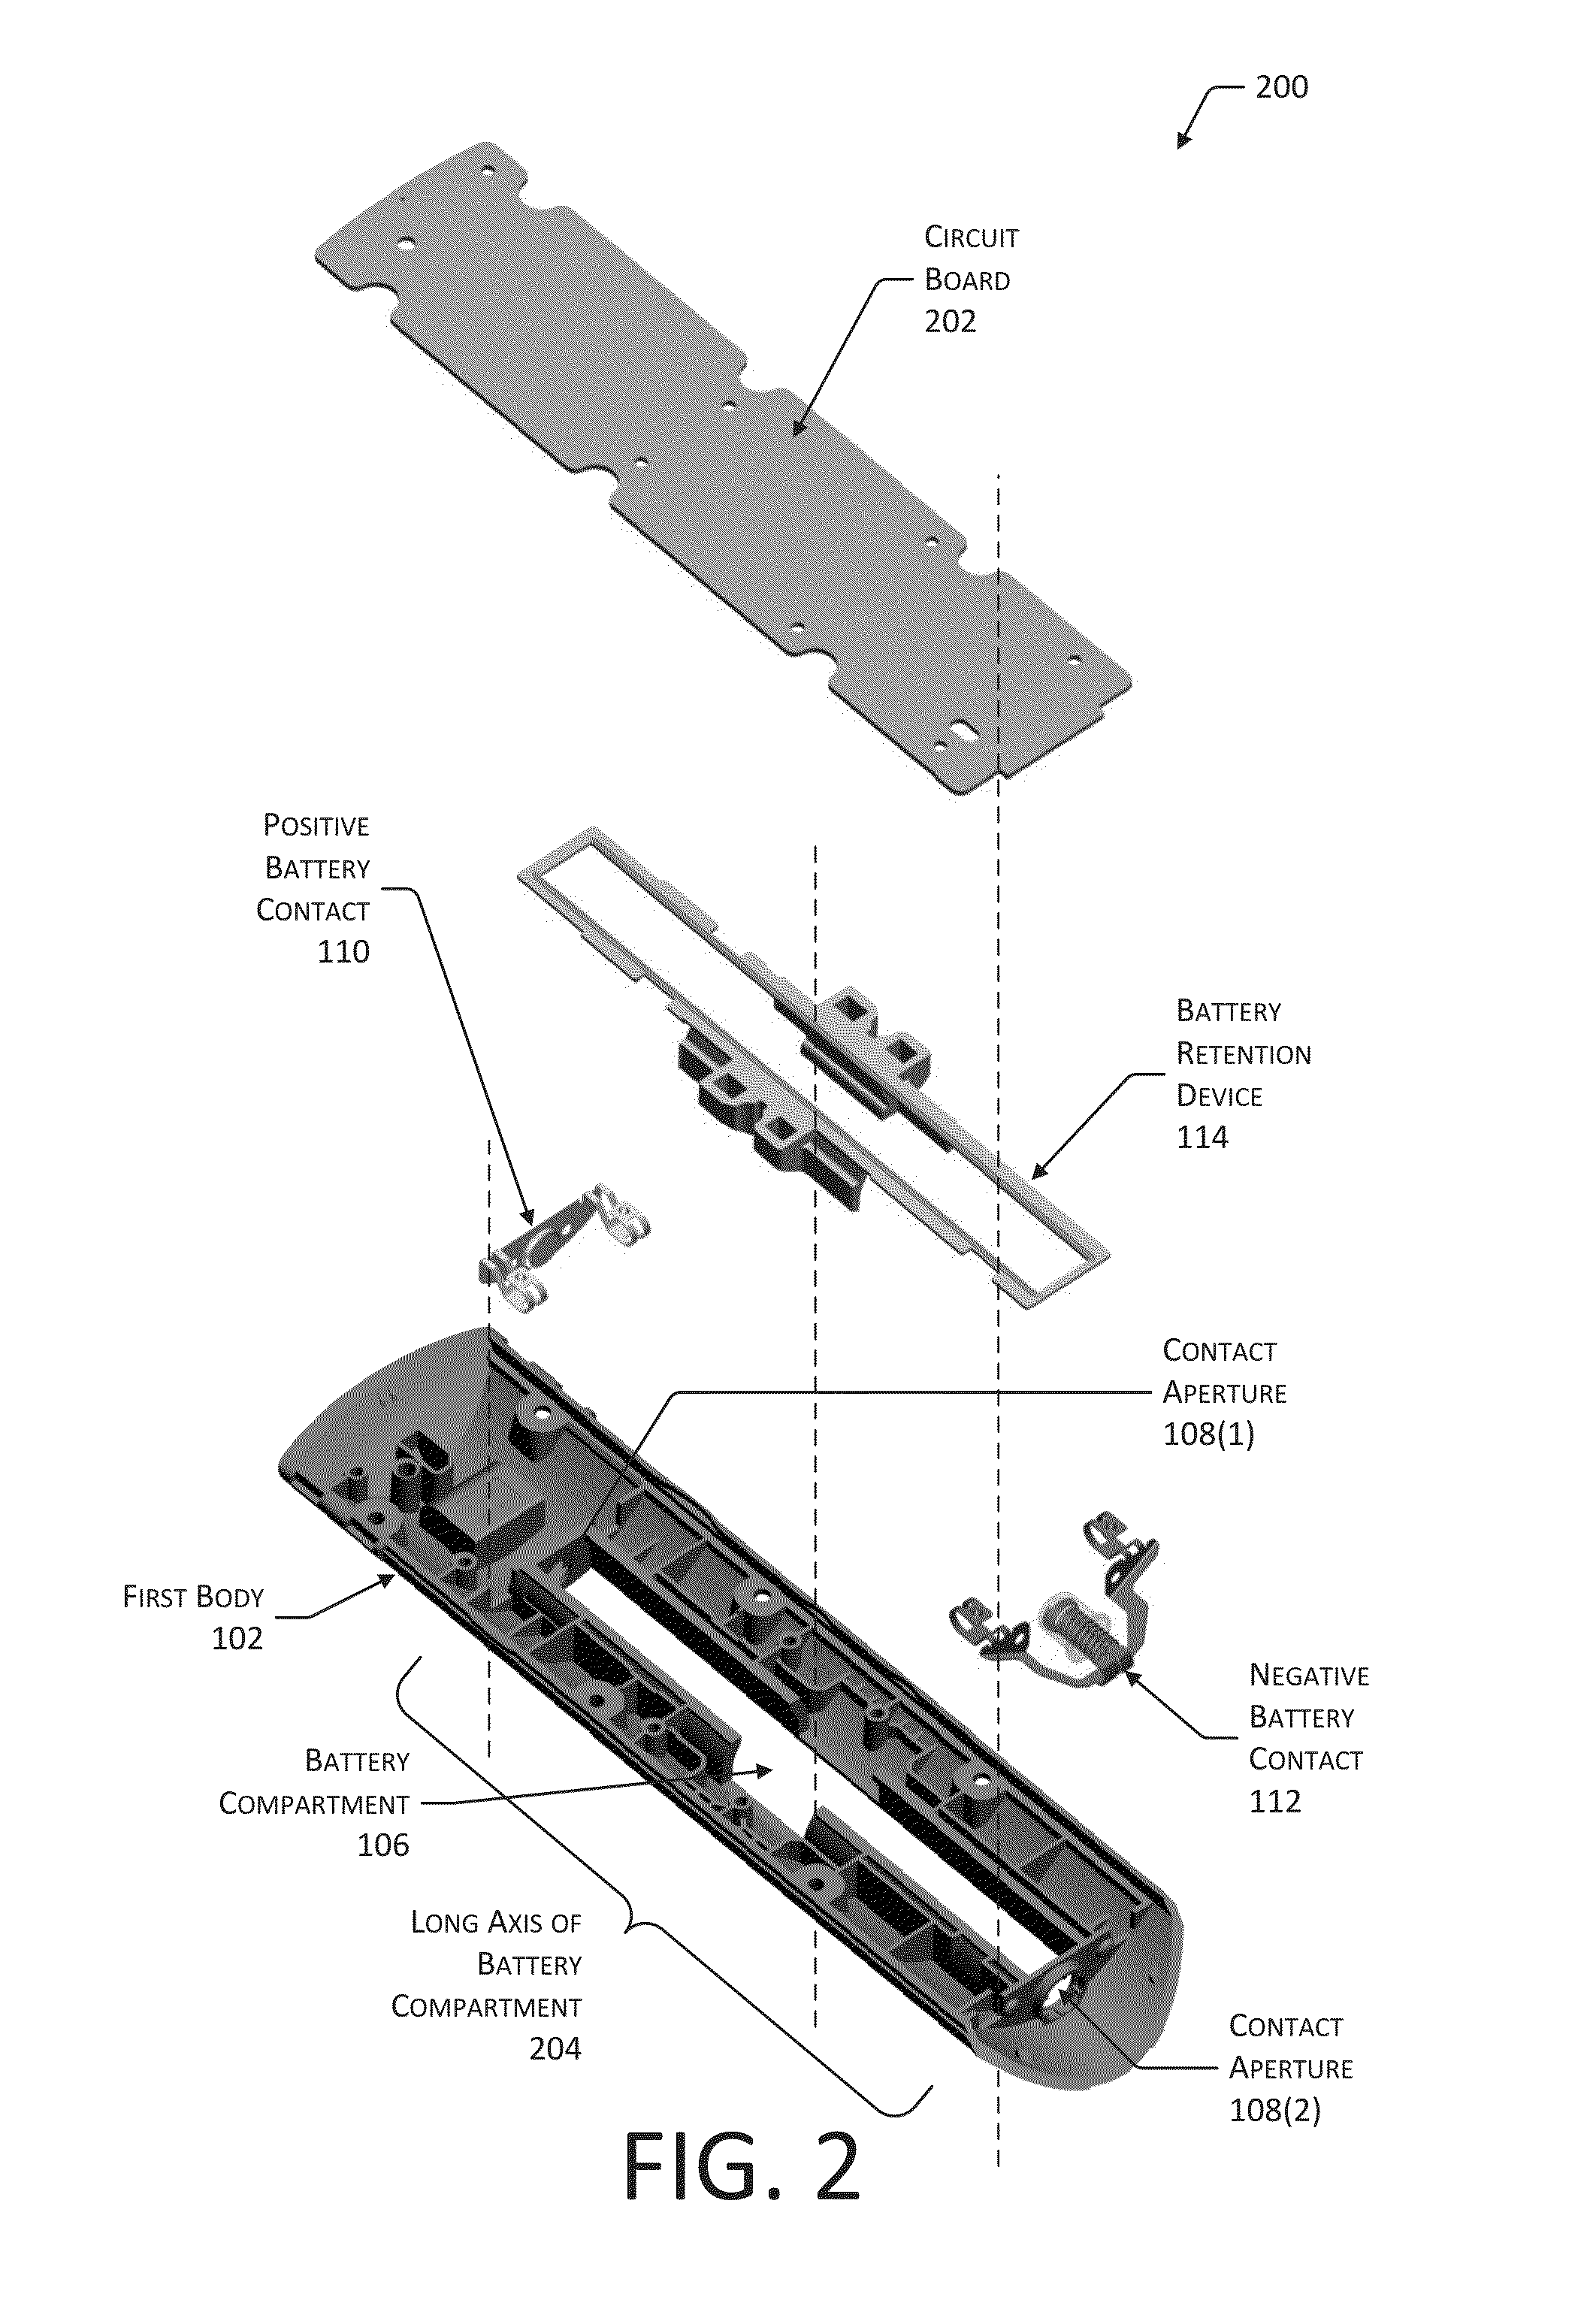 200
CIRCUIT
BOARD
202
POSITIVE
BATTERY
CONTACT
110
BATTERY
RETENTION
DEVICE
114
CONTACT
APERTURE
108(1)
FIRST BODY
102
NEGATIVE
BATTERY
CONTACT
112
BATTERY
COMPARTMENT
106
LONG AXIS OF
BATTERY
COMPARTMENT
204
CONTACT
APERTURE
108(2)
FIG. 2